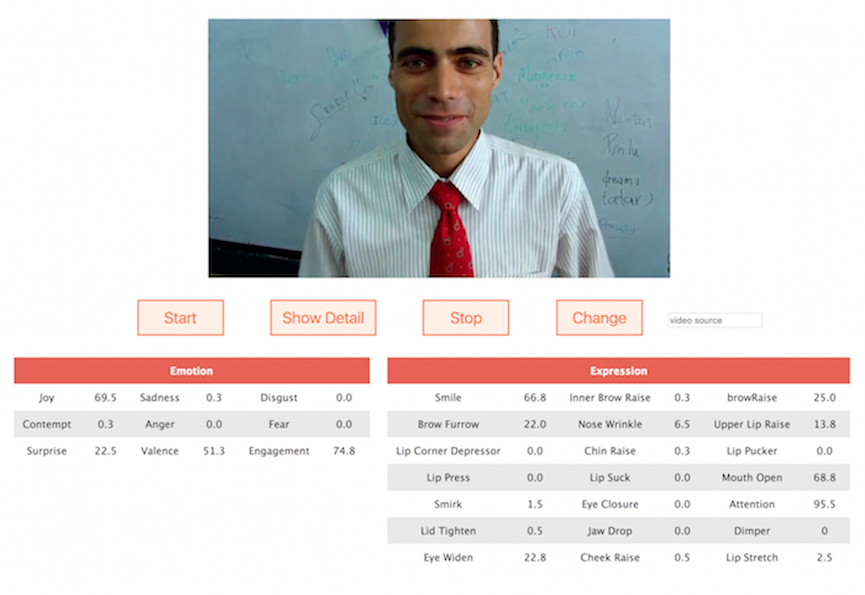 Mameron
dream
Start Show Detail Stop Change video source
Emotion
Joy 69.5 Sadness 0.3 Disgust 0.0
Contempt 0.3 Anger 0.0 Fear 0.0
Surprise 22.5 Valence 51.3 Engagement 74.8
Expression
Smile 66.8 Inner Brow Raise 0.3 browRaise 25.0
Brow Furrow 22.0 Nose Wrinkle 6.5 Upper Lip Raise 13.8
Lip Corner Depressor 0.0 Chin Raise 0.3 Lip Pucker 0.0
Lip Press 0.0 Lip Suck 0.0 Mouth Open 68.8
Smirk 1.5 Eye Closure 0.0 Attention 95.5
Lid Tighten 0.5 Jaw Drop 0.0 Dimper 0
Eye Widen 22.8 Cheek Raise 0.5 Lip Stretch 2.5